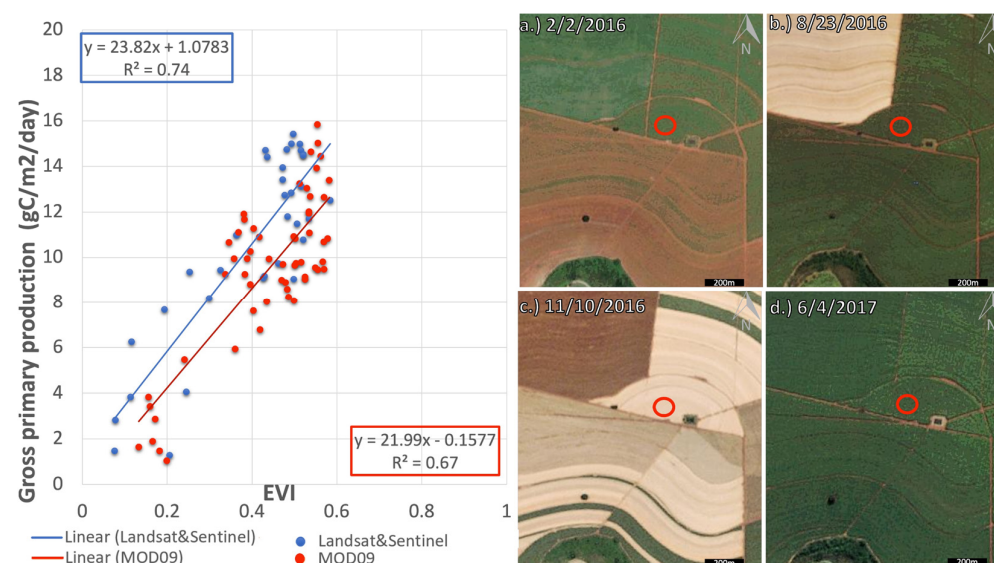 20
18
16
14
12
10
8
6
4
2
0
Gross primary production (gC/m2/day)
y = 23.82x + 1.0783
R² = 0.74
y = 21.99x - 0.1577
R² = 0.67
0
0.2
0.4
0.6
0.8
1
EVI
Linear (Landsat&Sentinel)
Landsat&Sentinel
Linear (MOD09)
MOD09
a.) 2/2/2016
N
200m
b.) 8/23/2016
N
200m
c.) 11/10/2016
N
200m
d.) 6/4/2017
N
200m